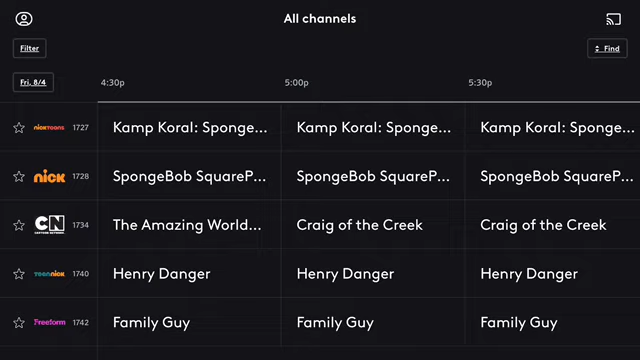 All channels
Filter
Find
Fri, 8/4 4:30p 5:00p 5:30p
nicktoons 1727 Kamp Koral: Sponge... Kamp Koral: Sponge... Kamp Koral: Sponge...
nick 1728 SpongeBob SquareP... SpongeBob SquareP... SpongeBob SquareP...
CN CARTOON NETWORK 1734 The Amazing World... Craig of the Creek Craig of the Creek
TEENNICK 1740 Henry Danger Henry Danger Henry Danger
Freeform 1742 Family Guy Family Guy Family Guy